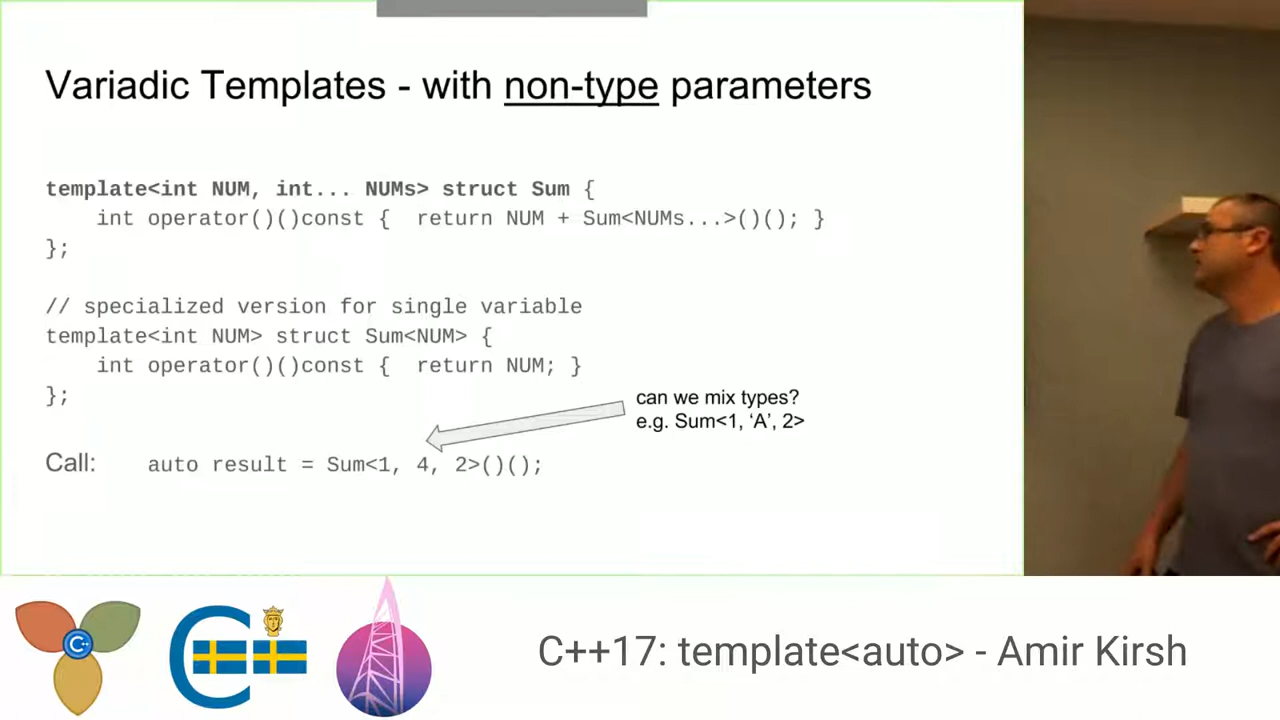 Variadic Templates - with non-type parameters
template<int NUM, int... NUMs> struct Sum {
    int operator()()const {  return NUM + Sum<NUMs...>()(); }
};
// specialized version for single variable
template<int NUM> struct Sum<NUM> {
    int operator()()const {  return NUM; }
};
can we mix types?
e.g. Sum<1, ‘A’, 2>
Call:    auto result = Sum<1, 4, 2>()();
C++
C++
C++17: template<auto> - Amir Kirsh